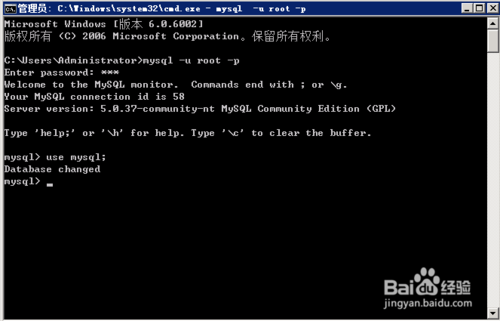 管理员: C:\Windows\system32\cmd.exe - mysql -u root -p
Microsoft Windows [版本 6.0.6002]
版权所有 (C) 2006 Microsoft Corporation。保留所有权利。
C:\Users\Administrator>mysql -u root -p
Enter password: ***
Welcome to the MySQL monitor.  Commands end with ; or \g.
Your MySQL connection id is 58
Server version: 5.0.37-community-nt MySQL Community Edition (GPL)
Type 'help;' or '\h' for help. Type '\c' to clear the buffer.
mysql> use mysql;
Database changed
mysql> _
Baidu 经验
jingyan.baidu.com